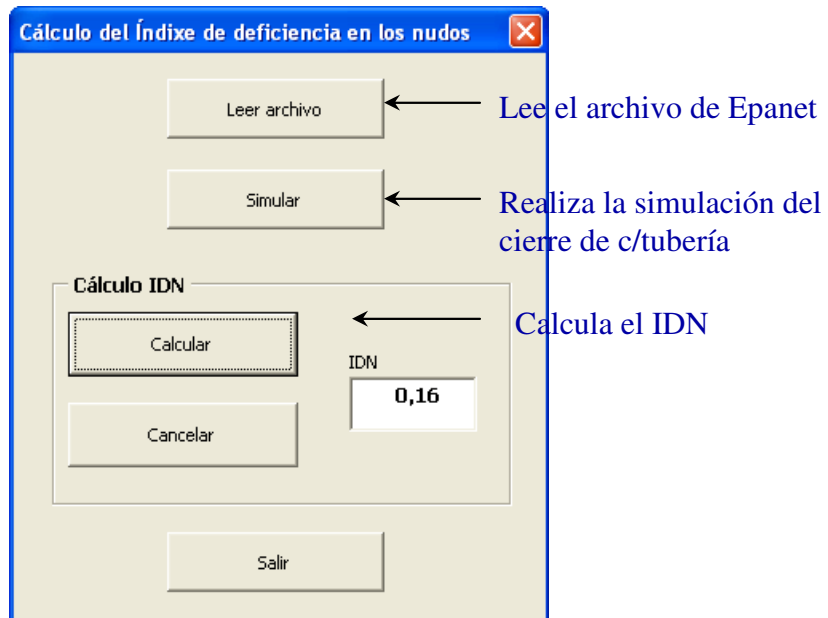 Cálculo del Índixe de deficiencia en los nudos
Leer archivo
Lee el archivo de Epanet
Simular
Realiza la simulación del
cierre de c/tubería
Cálculo IDN
Calcular
Calcula el IDN
IDN
0,16
Cancelar
Salir